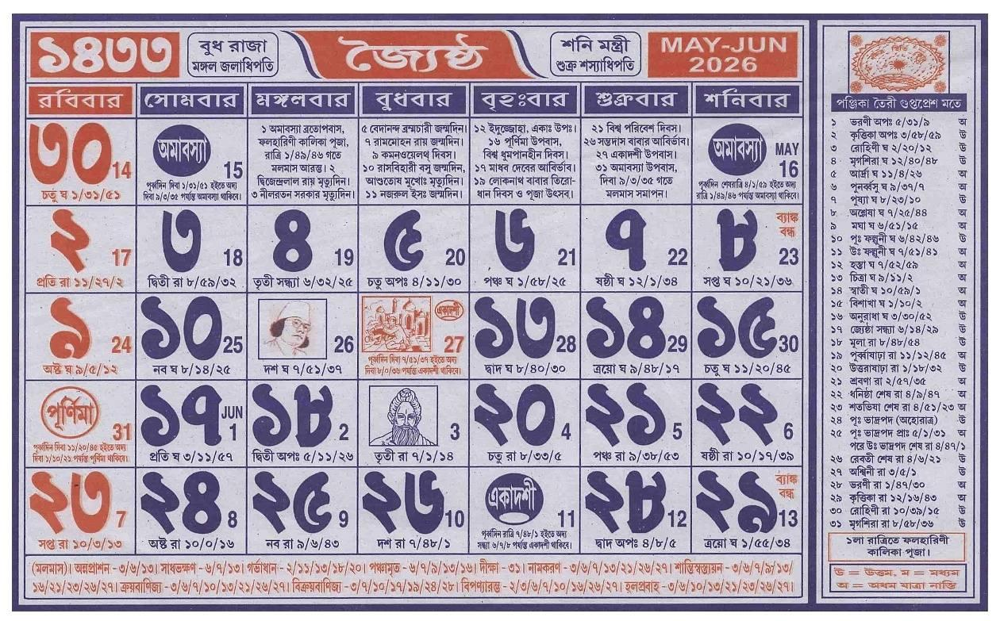 ১৪৩৩
বুধ রাজা
মঙ্গল জলাধিপতি
জ্যৈষ্ঠ
শনি মন্ত্রী
শুক্র শস্যাধিপতি
MAY-JUN
2026
রবিবার সোমবার মঙ্গলবার বুধবার বৃহঃবার শুক্রবার শনিবার
৩০ 14
চতু ঘ ১/৩১/৫১
অমাবস্যা 15
পূর্ব্বদিন দিবা ১/৩১/৫১ হইতে অদ্য
দিবা ৯/৩/৩৫ পর্যন্ত অমাবস্যা থাকিবে।
১ অমাবস্যা ব্রতোপবাস,
ফলহারিণী কালিকা পূজা,
রাত্রি ১/৪৯/৪৬ গতে
মলমাস আরম্ভ। ২
দ্বিজেন্দ্রলাল রায় মৃত্যুদিন।
৩ নীলরতন সরকার মৃত্যুদিন।
৫ বেদানন্দ ব্রহ্মচারী জন্মদিন।
৭ রামমোহন রায় জন্মদিন।
৯ কমনওয়েলথ দিবস।
১০ রাসবিহারী বসু জন্মদিন,
আশুতোষ মুখোঃ মৃত্যুদিন।
১১ নজরুল ইসঃ জন্মদিন।
১২ ইদুজ্জোহা, একাঃ উপঃ।
১৬ পূর্ণিমা উপবাস,
বিশ্ব ধূমপানহীন দিবস।
১৭ মাধব দেবের আবির্ভাব।
১৯ লোকনাথ বাবার তিরো-
ধান দিবস ও পূজা উৎসব।
২১ বিশ্ব পরিবেশ দিবস।
২৬ সন্তদাস বাবার আবির্ভাব।
২৭ একাদশী উপবাস।
৩১ অমাবস্যা উপবাস,
দিবা ৯/৩/৩৫ গতে
মলমাস সমাপন।
অমাবস্যা MAY 16
পূর্ব্বদিন শেষরাত্রি ৪/১/৫৯ হইতে অদ্য
রাত্রি ১/৪৯/৪৬ পর্যন্ত অমাবস্যা থাকিবে।
২ 17
প্রতি রা ১১/২৭/২
৩ 18
দ্বিতী রা ৮/৫৯/৩২
৪ 19
তৃতী সন্ধ্যা ৬/৩২/২৫
৫ 20
চতু অপঃ ৪/১১/৩০
৬ 21
পঞ্চ ঘ ১/৫৮/২৫
৭ 22
ষষ্ঠী ঘ ১২/১/৩৪
৮ ব্যাঙ্ক বন্ধ 23
সপ্ত ঘ ১০/২১/৩৬
৯ 24
অষ্ট ঘ ৯/৫/১২
১০ 25
নব ঘ ৮/১৪/২৫
26
দশ ঘ ৭/৫১/৩৭
একাদশী 27
পূর্ব্বদিন দিবা ৭/৫১/৩৭ হইতে অদ্য
দিবা ৮/০/৩৬ পর্যন্ত একাদশী থাকিবে।
১৩ 28
দ্বাদ ঘ ৮/৪০/৩০
১৪ 29
ত্রয়ো ঘ ৯/৪৮/১৭
১৫ 30
চতু ঘ ১১/২০/৪৫
পূর্ণিমা 31
পূর্ব্বদিন দিবা ১১/২০/৪৫ হইতে অদ্য
দিবা ১/১০/২১ পর্যন্ত পূর্ণিমা থাকিবে।
১৭ JUN 1
প্রতি ঘ ৩/১১/৫৭
১৮ 2
দ্বিতী অপঃ ৫/১১/২৬
3
তৃতী রা ৭/১/১৪
২০ 4
চতু রা ৮/৩৩/৫
২১ 5
পঞ্চ রা ৯/৩৮/৫৩
২২ 6
ষষ্ঠী রা ১০/১৭/৩৯
২৩ 7
সপ্ত রা ১০/৩/১৩
২৪ 8
অষ্ট রা ১০/০/১৬
২৫ 9
নব রা ৯/৬/৪৩
২৬ 10
দশ রা ৭/৪৮/১
একাদশী 11
পূর্ব্বদিন রাত্রি ৭/৪৮/১ হইতে অদ্য
সন্ধ্যা ৬/৭/৮ পর্যন্ত একাদশী থাকিবে।
২৮ 12
দ্বাদ অপঃ ৪/৮/৫
২৯ ব্যাঙ্ক বন্ধ 13
ত্রয়ো ঘ ১/৫৫/৩৪
(মলমাস)। অন্নপ্রাশন - ৩/৬/১৩। সাধভক্ষণ - ৬/৭/১৩। গর্ভাধান - ২/১১/১৩/১৮/২০। পঞ্চামৃত - ৬/৭/৯/১৩/১৬। দীক্ষা - ৩১। নামকরণ - ৩/৬/৭/১৩/২১/২৬/২৭। শান্তিস্বস্ত্যয়ন - ৩/৬/৭/৯/১৩/
১৬/২১/২৩/২৬/২৭। ক্রয়বাণিজ্য - ৩/৬/৭/১০/১৩/২১/২৬/২৭। বিক্রয়বাণিজ্য - ৩/৭/১০/১৭/১৯/২৪/২৮। বিপণ্যারম্ভ - ২/৩/৬/৭/১০/১৬/২৬/২৭। হলপ্রবাহ - ৩/৬/১০/১৩/২১/২৩/২৬/২৭।
পঞ্জিকা তৈরী গুপ্তপ্রেশ মতে
১ ভরণী অপঃ ৫/৩১/৯ অ
২ কৃত্তিকা অপঃ ৩/৫৮/৫৯ অ
৩ রোহিণী ঘ ২/২০/১২ উ
৪ মৃগশিরা ঘ ১২/৪০/৪৮ উ
৫ আর্দ্রা ঘ ১১/৪/২৬ অ
৬ পুনর্ব্বসু ঘ ৯/৩৭/৭ অ
৭ পূষ্যা ঘ ৮/২৩/১০ উ
৮ অশ্লেষা ঘ ৭/২৫/৪৪ অ
৯ মঘা ঘ ৬/৫১/১৫ অ
১০ পূঃ ফল্গুনী ঘ ৬/৪২/৪৬ উ
১১ উঃ ফল্গুনী ঘ ৭/৫১/৪১ উ
১২ হস্তা ঘ ৭/৫২/৫৯ অ
১৩ চিত্রা ঘ ৯/১১/২ অ
১৪ স্বাতী ঘ ১০/৫৯/১ অ
১৫ বিশাখা ঘ ১/১০/২ অ
১৬ অনুরাধা ঘ ৩/৩০/৫২ উ
১৭ জ্যেষ্ঠা সন্ধ্যা ৬/১৪/২৯ উ
১৮ মূলা রা ৮/৪৮/৫৪ উ
১৯ পূর্ব্বাষাঢ়া রা ১১/১২/৪৫ অ
২০ উত্তরাষাঢ়া রা ১/১৮/৩২ উ
২১ শ্রবণা রা ২/৫৭/৩৫ অ
২২ ধনিষ্ঠা শেষ রা ৪/৯/৪৭ অ
২৩ শতভিষা শেষ রা ৪/৫১/২৩ অ
২৪ পূঃ ভাদ্রপদ (অহোরাত্র) উ
২৫ পূঃ ভাদ্রপদ প্রাঃ ৫/১/৩১ অ
পরে উঃ ভাদ্রপদ শেষ রা ৪/৪৭/১
২৬ রেবতী শেষ রা ৪/৬/২১ উ
২৭ অশ্বিনী রা ৩/৫/১ উ
২৮ ভরণী রা ১/৪৭/৩০ অ
২৯ কৃত্তিকা রা ১২/১৬/৪৩ অ
৩০ রোহিণী রা ১০/৩৯/১৫ উ
৩১ মৃগশিরা রা ৮/৫৮/৩৬ উ
১লা রাত্রিতে ফলহারিণী
কালিকা পূজা।
উ = উত্তম, ম = মধ্যম
অ = অধম যাত্রা নাস্তি